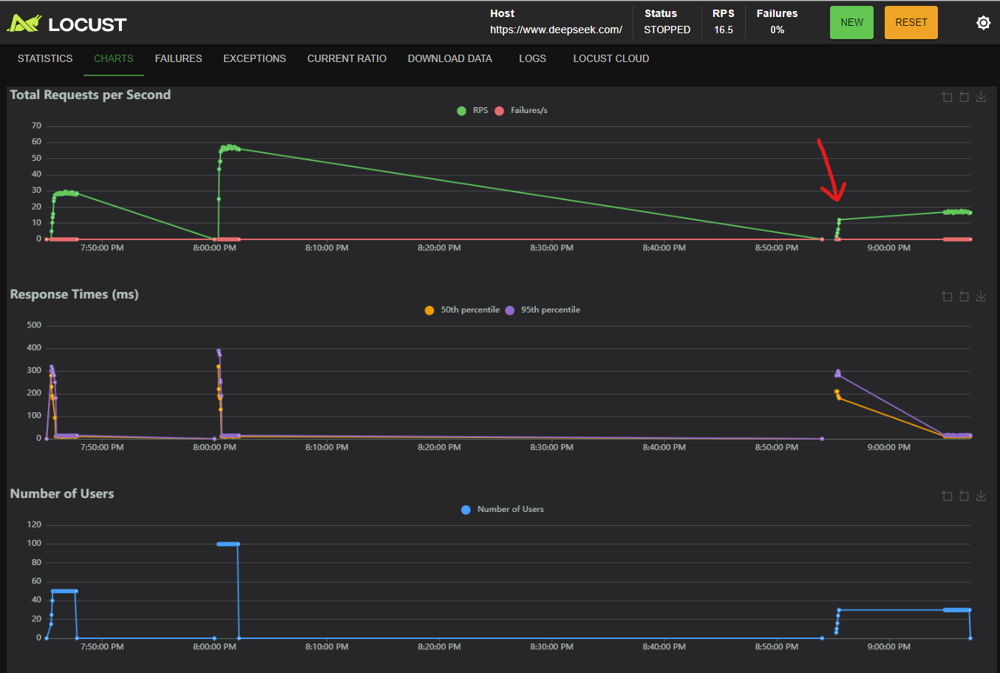 LOCUST
Host
https://www.deepseek.com/
Status
STOPPED
RPS
16.5
Failures
0%
NEW
RESET
STATISTICS CHARTS FAILURES EXCEPTIONS CURRENT RATIO DOWNLOAD DATA LOGS LOCUST CLOUD
Total Requests per Second
RPS Failures/s
70
60
50
40
30
20
10
0
7:50:00 PM 8:00:00 PM 8:10:00 PM 8:20:00 PM 8:30:00 PM 8:40:00 PM 8:50:00 PM 9:00:00 PM
Response Times (ms)
50th percentile 95th percentile
500
400
300
200
100
0
7:50:00 PM 8:00:00 PM 8:10:00 PM 8:20:00 PM 8:30:00 PM 8:40:00 PM 8:50:00 PM 9:00:00 PM
Number of Users
Number of Users
120
100
80
60
40
20
0
7:50:00 PM 8:00:00 PM 8:10:00 PM 8:20:00 PM 8:30:00 PM 8:40:00 PM 8:50:00 PM 9:00:00 PM